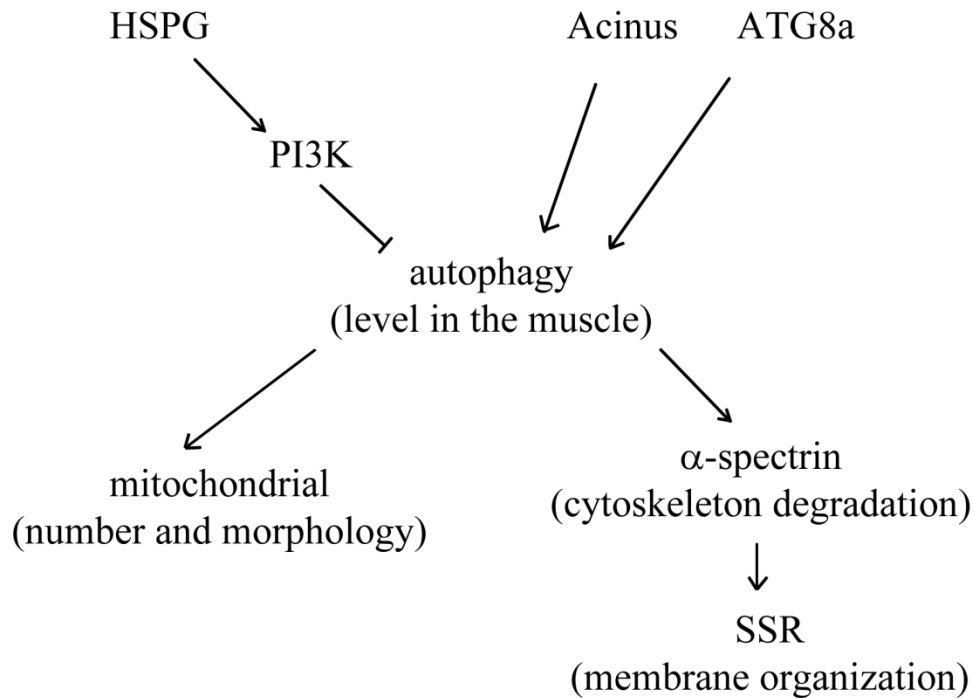 HSPG
Acinus
ATG8a
PI3K
autophagy
(level in the muscle)
mitochondrial
(number and morphology)
α-spectrin
(cytoskeleton degradation)
SSR
(membrane organization)